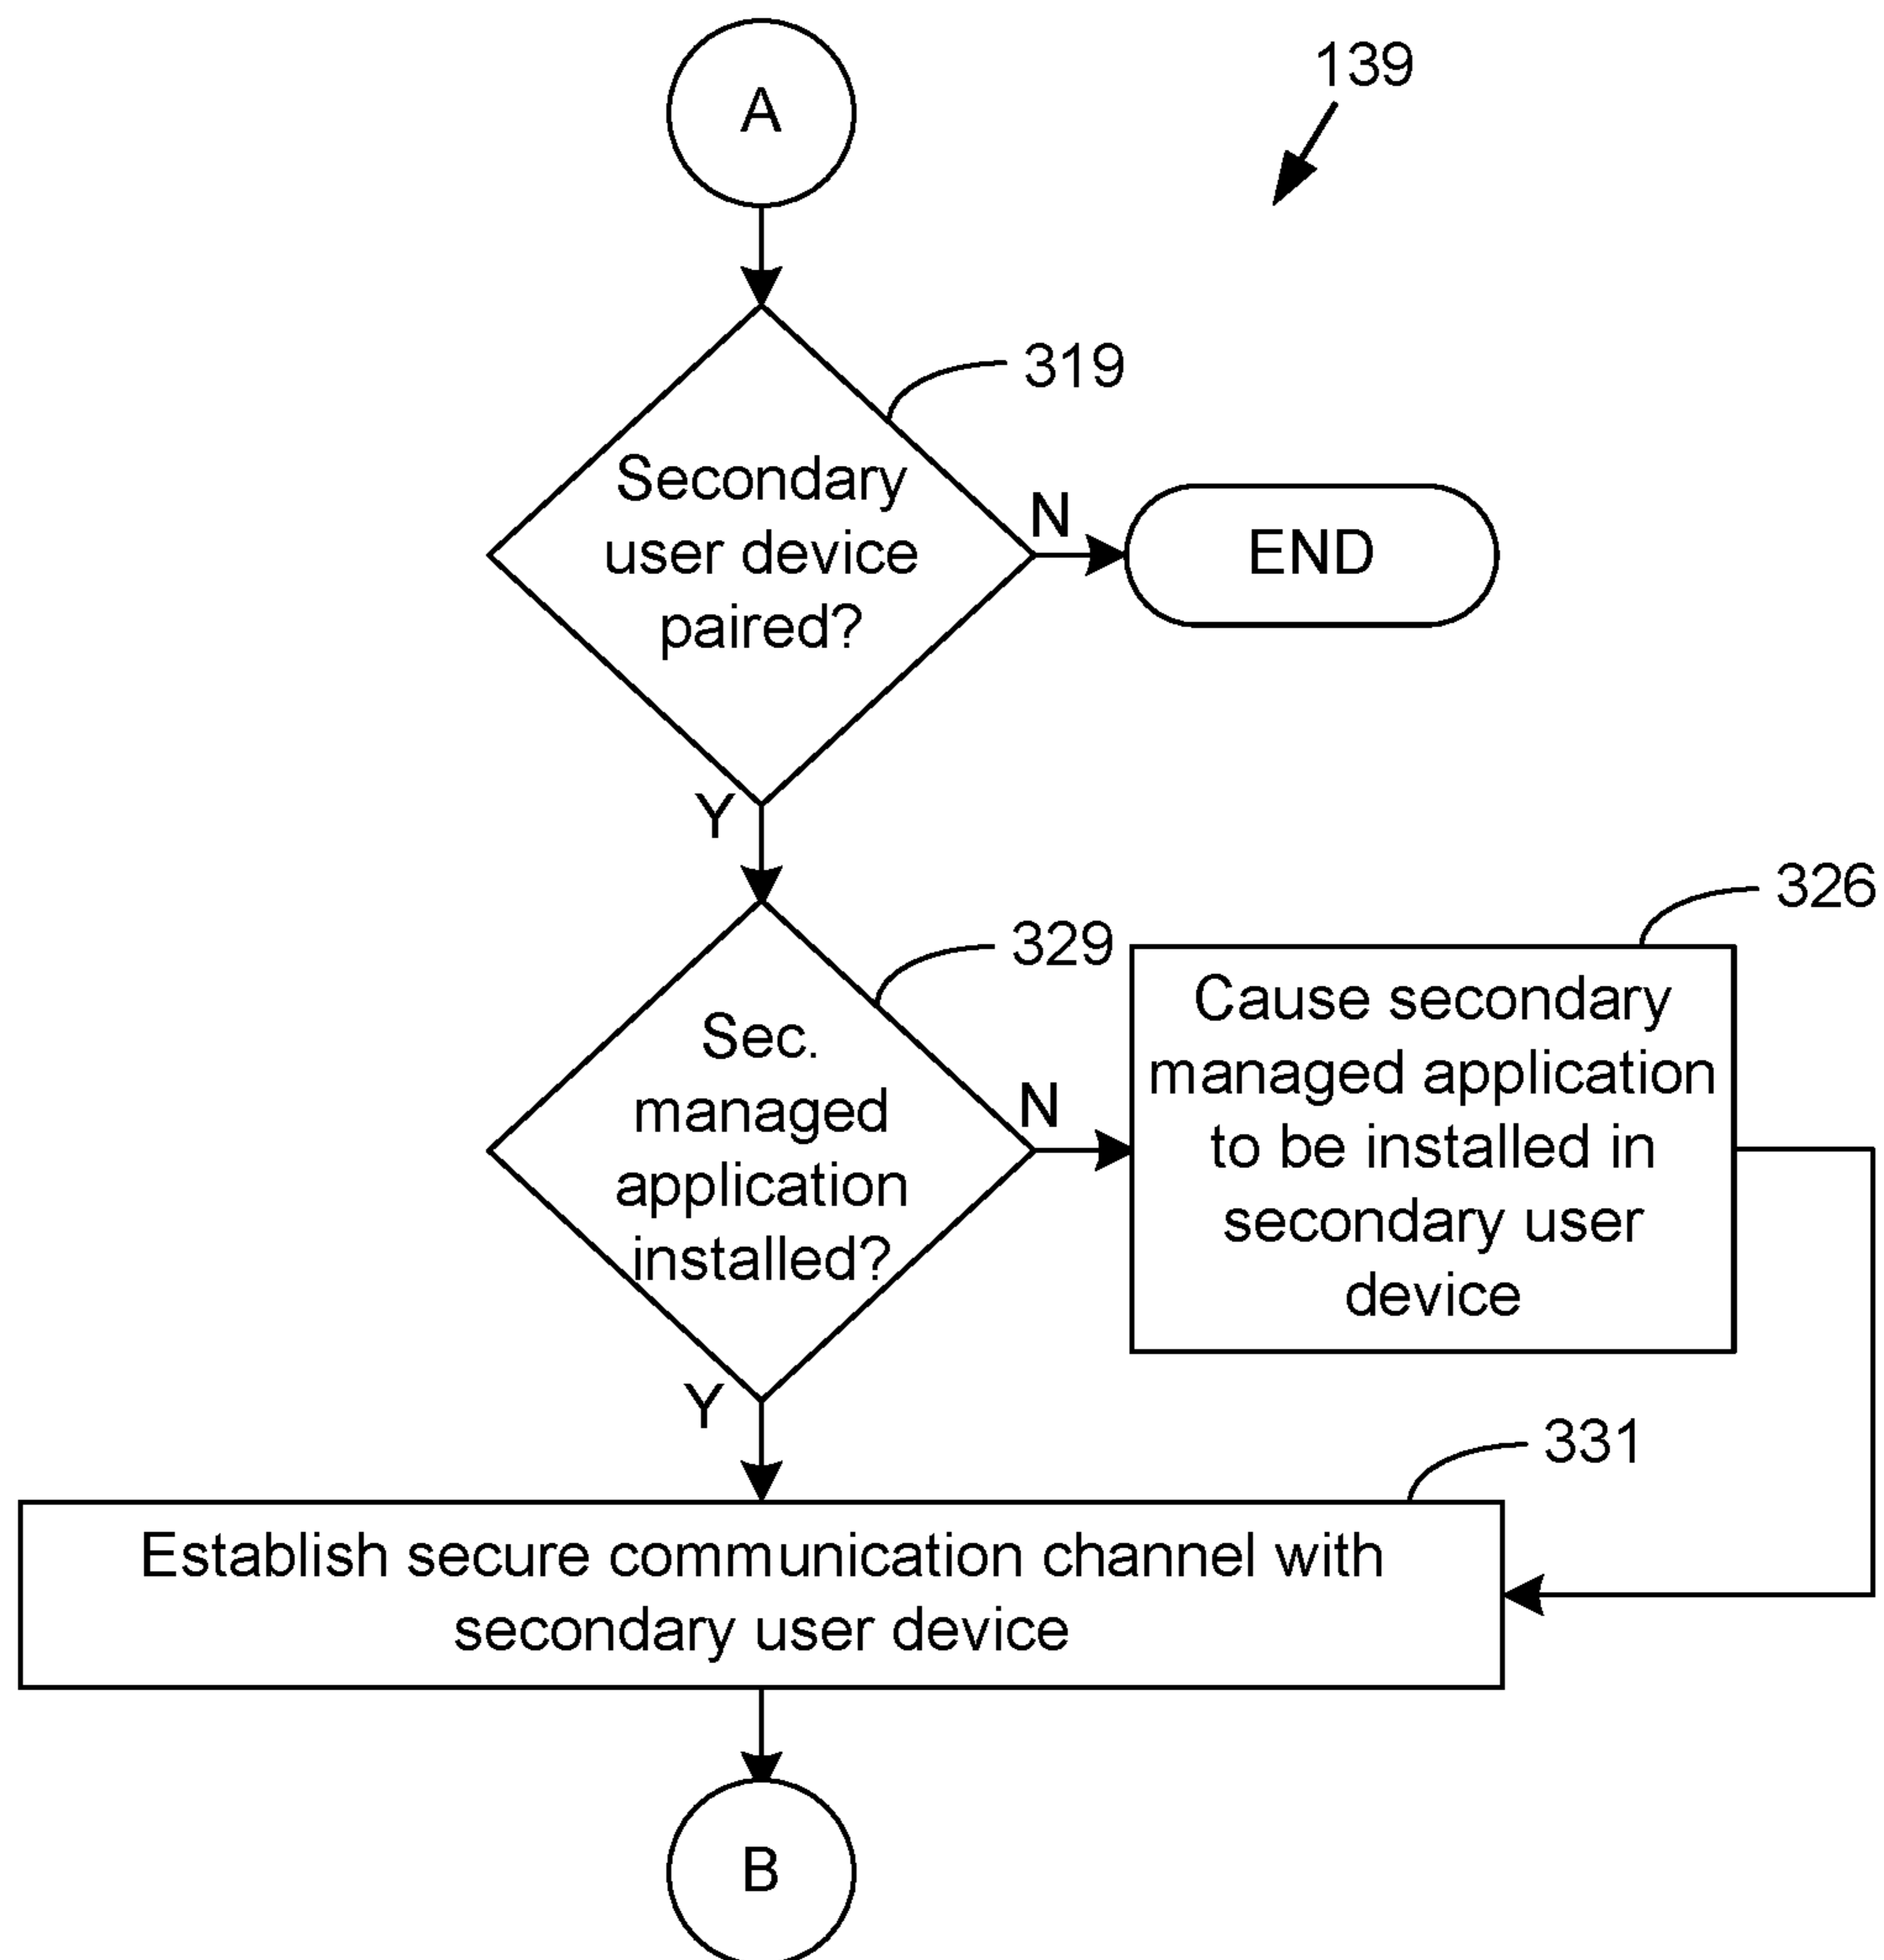 A
139
319
Secondary
user device
paired?
N
END
Y
329
326
Sec.
managed
application
installed?
N
Cause secondary
managed application
to be installed in
secondary user
device
Y
331
Establish secure communication channel with
secondary user device
B